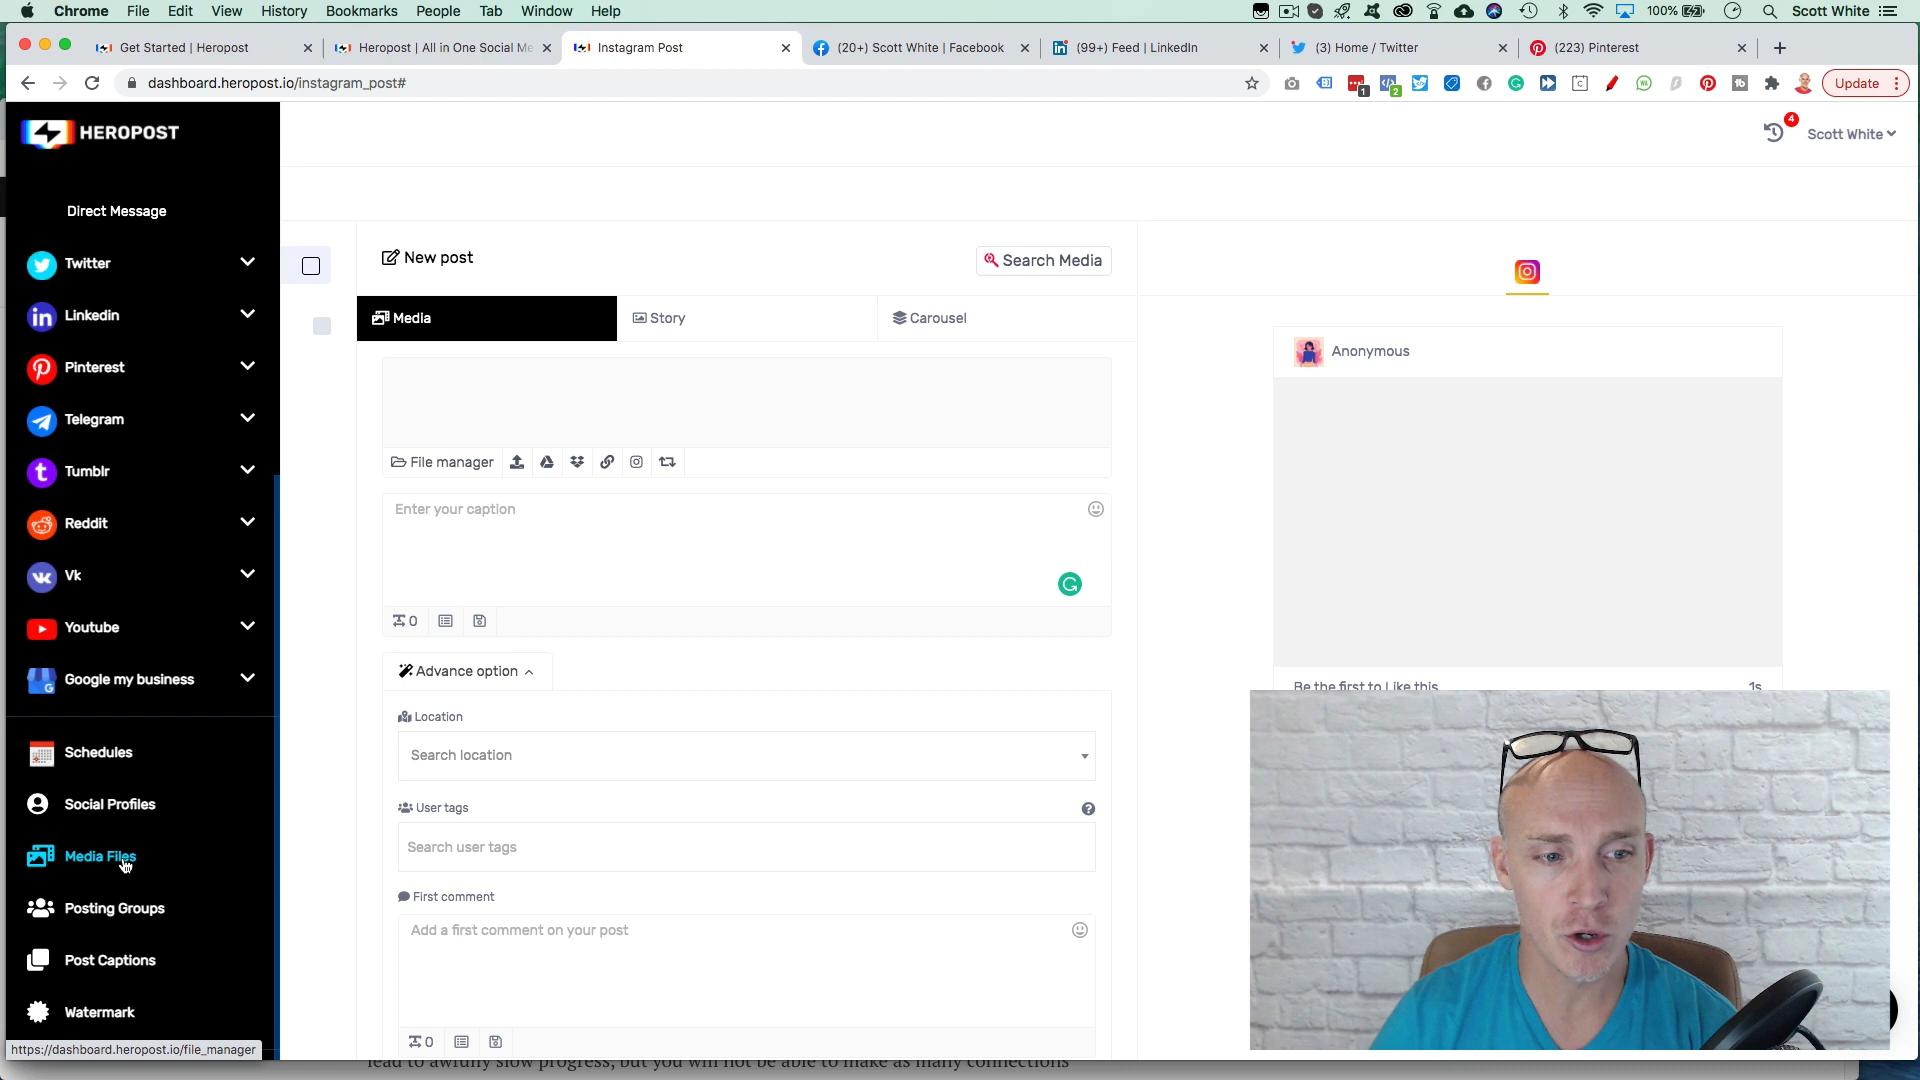 Chrome File Edit View History Bookmarks People Tab Window Help 100% Scott White
Get Started | Heropost
Heropost | All in One Social Me
Instagram Post
(20+) Scott White | Facebook
(99+) Feed | LinkedIn
(3) Home / Twitter
(223) Pinterest
dashboard.heropost.io/instagram_post#
1
2
Update
HEROPOST
4
Scott White
Direct Message
Twitter
Linkedin
Pinterest
Telegram
Tumblr
Reddit
Vk
Youtube
Google my business
Schedules
Social Profiles
Media Files
Posting Groups
Post Captions
Watermark
https://dashboard.heropost.io/file_manager
New post
Search Media
Media
Story
Carousel
File manager
Enter your caption
0
Advance option
Location
Search location
User tags
Search user tags
First comment
Add a first comment on your post
0
Anonymous
Be the first to Like this
1s
lead to awfully slow progress, but you will not be able to make as many connections